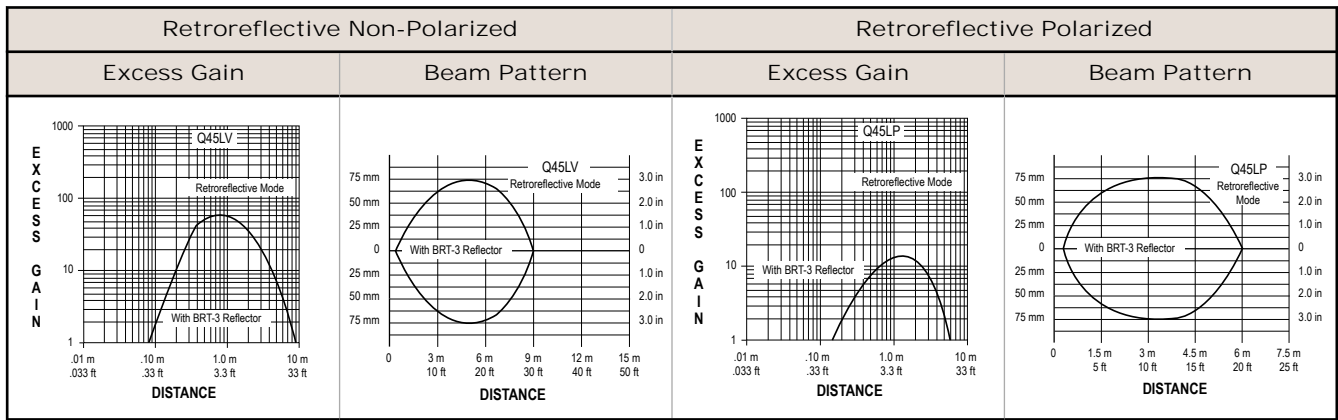 Retroreflective Non-Polarized
Retroreflective Polarized
Excess Gain
Beam Pattern
Excess Gain
Beam Pattern
1000
100
10
1
EXCESS GAIN
Q45LV
Retroreflective Mode
With BRT-3 Reflector
.01 m .10 m 1.0 m 10 m
.033 ft .33 ft 3.3 ft 33 ft
DISTANCE
Q45LV
Retroreflective Mode
75 mm 3.0 in
50 mm 2.0 in
25 mm 1.0 in
0 With BRT-3 Reflector 0
25 mm 1.0 in
50 mm 2.0 in
75 mm 3.0 in
0 3 m 6 m 9 m 12 m 15 m
10 ft 20 ft 30 ft 40 ft 50 ft
DISTANCE
1000
100
10
1
EXCESS GAIN
Q45LP
Retroreflective Mode
With BRT-3 Reflector
.01 m .10 m 1.0 m 10 m
.033 ft .33 ft 3.3 ft 33 ft
DISTANCE
Q45LP
Retroreflective
Mode
75 mm 3.0 in
50 mm 2.0 in
25 mm 1.0 in
0 With BRT-3 Reflector 0
25 mm 1.0 in
50 mm 2.0 in
75 mm 3.0 in
0 1.5 m 3 m 4.5 m 6 m 7.5 m
5 ft 10 ft 15 ft 20 ft 25 ft
DISTANCE